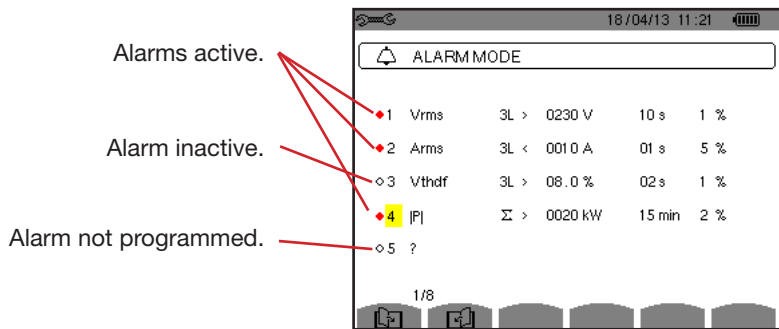 18/04/13 11:21
ALARM MODE
Alarms active.
1 Vrms 3L > 0230 V 10 s 1 %
2 Arms 3L < 0010 A 01 s 5 %
Alarm inactive.
3 Vthdf 3L > 08.0 % 02 s 1 %
4 |P| Σ > 0020 kW 15 min 2 %
Alarm not programmed.
5 ?
1/8